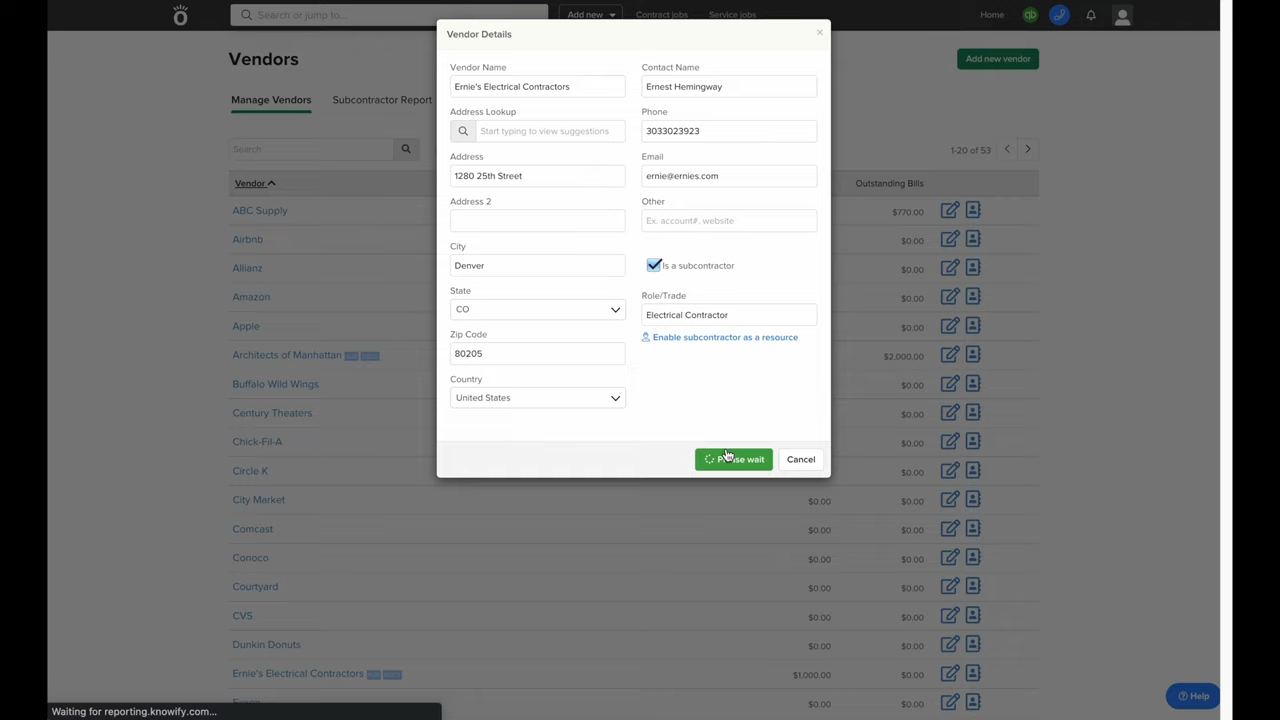 Search or jump to...
Add new
Contract jobs
Service jobs
Home
qb
Vendors
Add new vendor
Manage Vendors
Subcontractor Report
Search
1-20 of 53
Vendor
Outstanding Bills
ABC Supply
$770.00
Airbnb
$0.00
Allianz
$0.00
Amazon
$0.00
Apple
$0.00
Architects of Manhattan
$2,000.00
Buffalo Wild Wings
$0.00
Century Theaters
$0.00
Chick-Fil-A
$0.00
Circle K
$0.00
City Market
$0.00 $0.00
Comcast
$0.00 $0.00
Conoco
$0.00 $0.00
Courtyard
$0.00 $0.00
CVS
$0.00 $0.00
Dunkin Donuts
$0.00 $0.00
Ernie's Electrical Contractors
$1,000.00 $0.00
$0.00 $0.00
Help
Waiting for reporting.knowify.com...
Vendor Details
Vendor Name
Ernie's Electrical Contractors
Address Lookup
Start typing to view suggestions
Address
1280 25th Street
Address 2
City
Denver
State
CO
Zip Code
80205
Country
United States
Contact Name
Ernest Hemingway
Phone
3033023923
Email
ernie@ernies.com
Other
Ex. account#, website
Is a subcontractor
Role/Trade
Electrical Contractor
Enable subcontractor as a resource
Please wait
Cancel